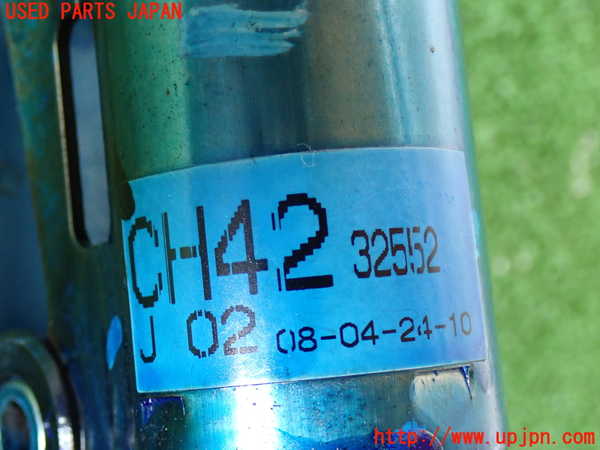 USED PARTS JAPAN
CH42 32552
J 02 08-04-24-10
http://www.upjpn.com/